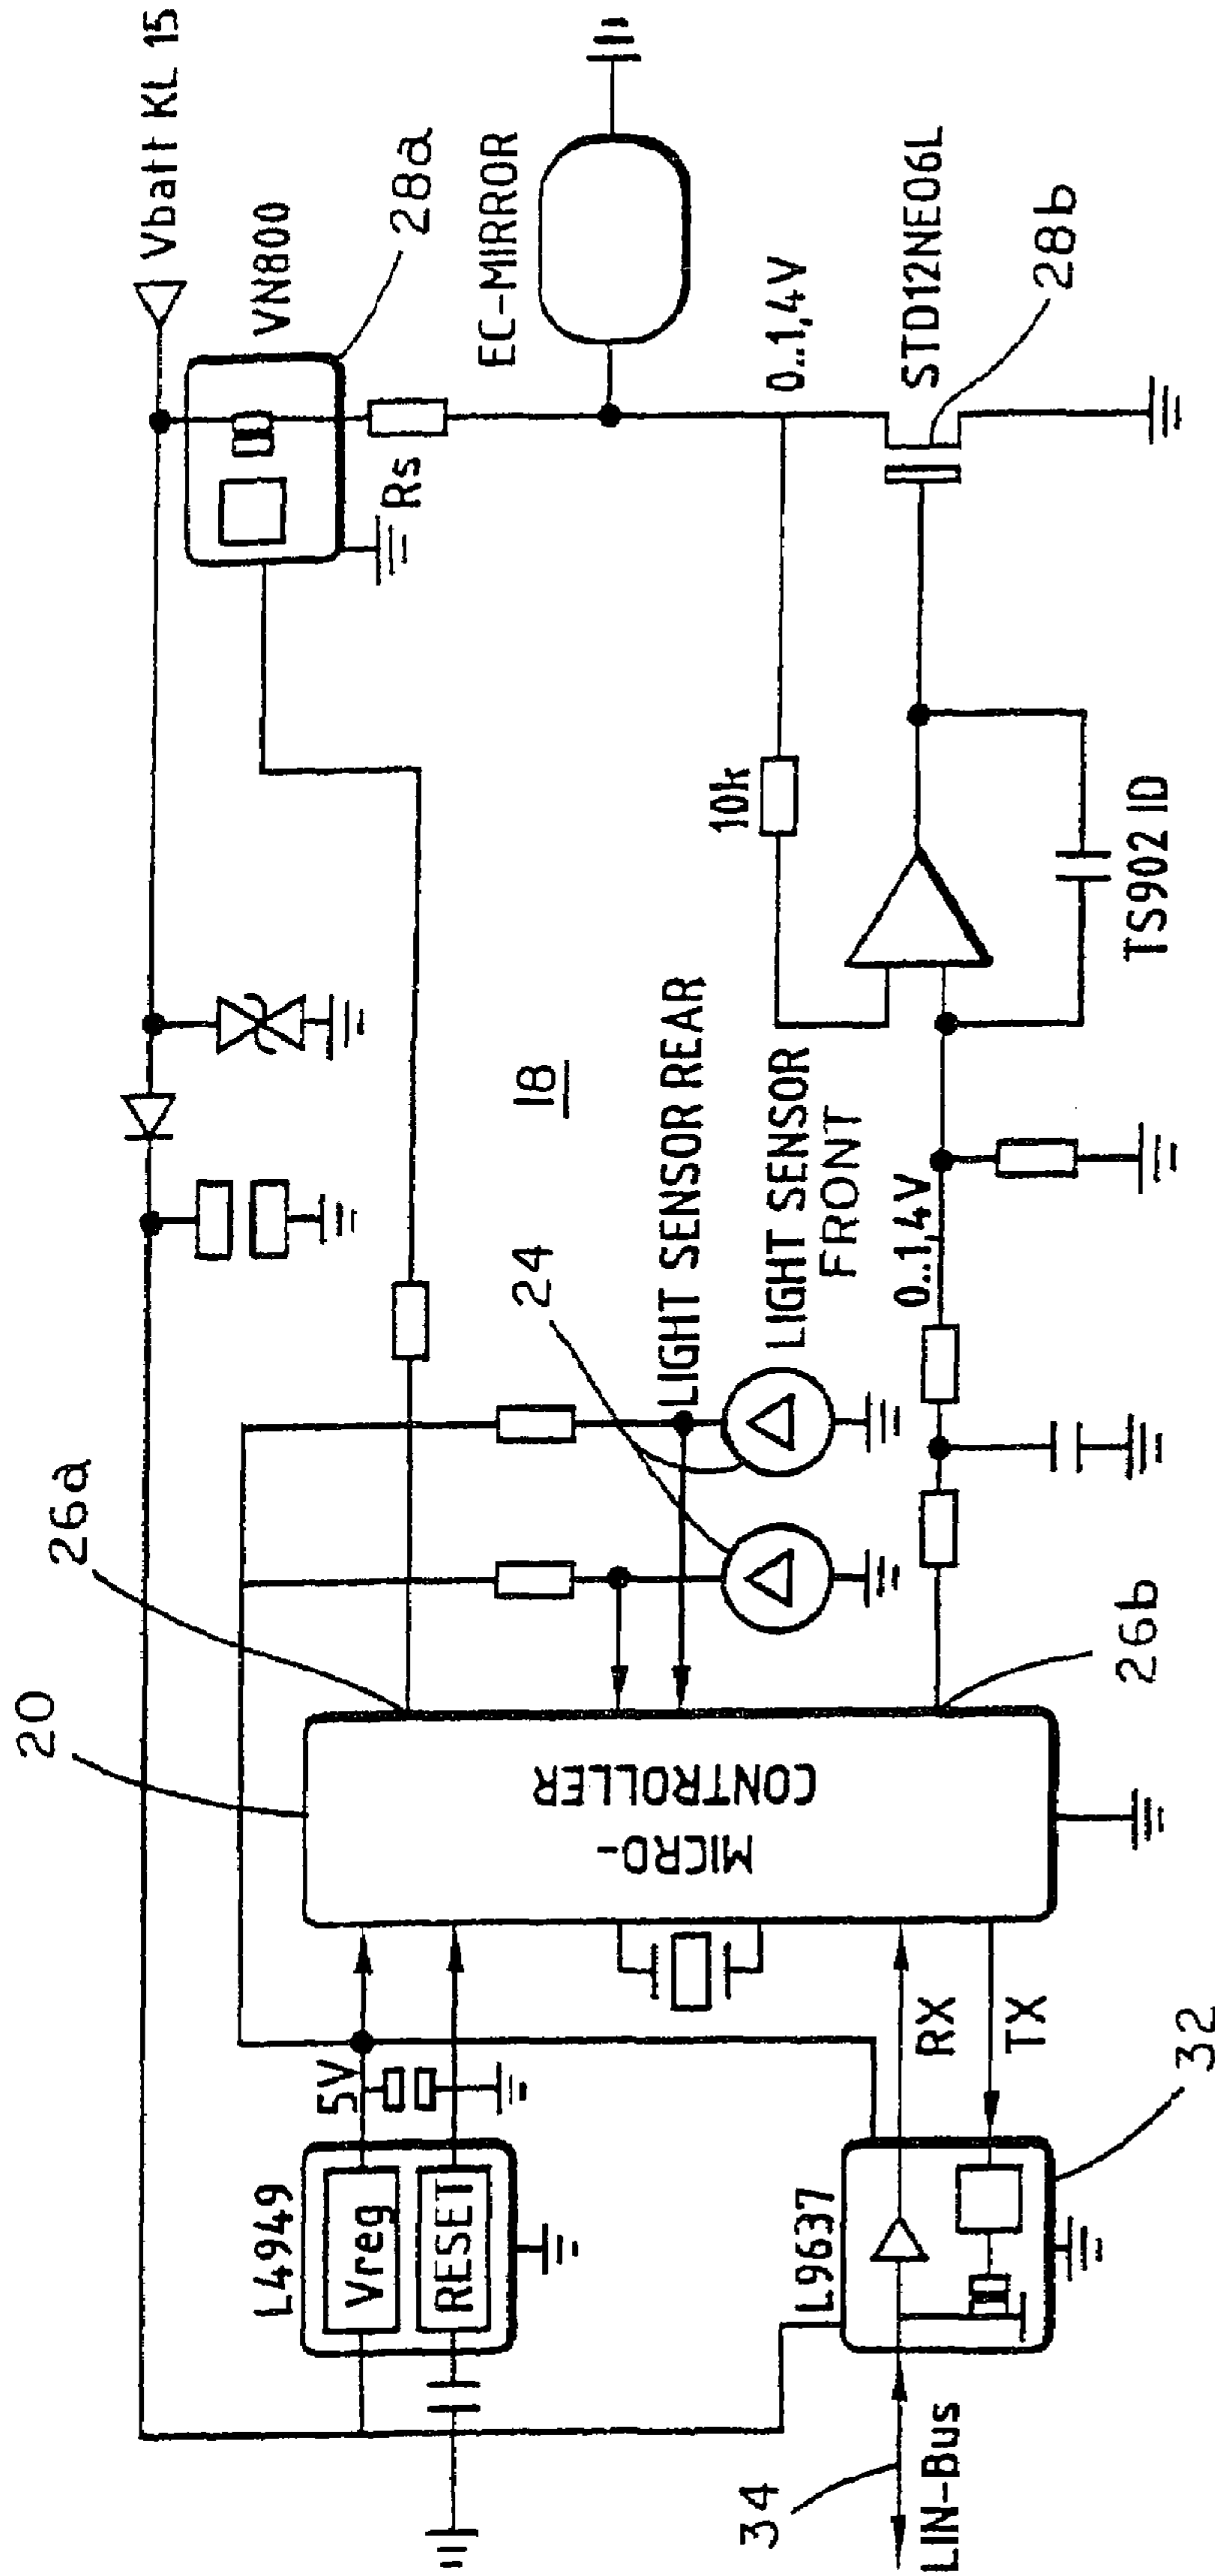 Vbatt KL 15
VN800
28a
Rs
EC-MIRROR
0..1,4V
STD12NE06L
28b
10k
TS902 ID
18
LIGHT SENSOR REAR
LIGHT SENSOR
FRONT
24
0..1,4V
26a
26b
20
MICRO-
CONTROLLER
5V
L4949
Vreg
RESET
RX
TX
L9637
32
34
LIN-Bus